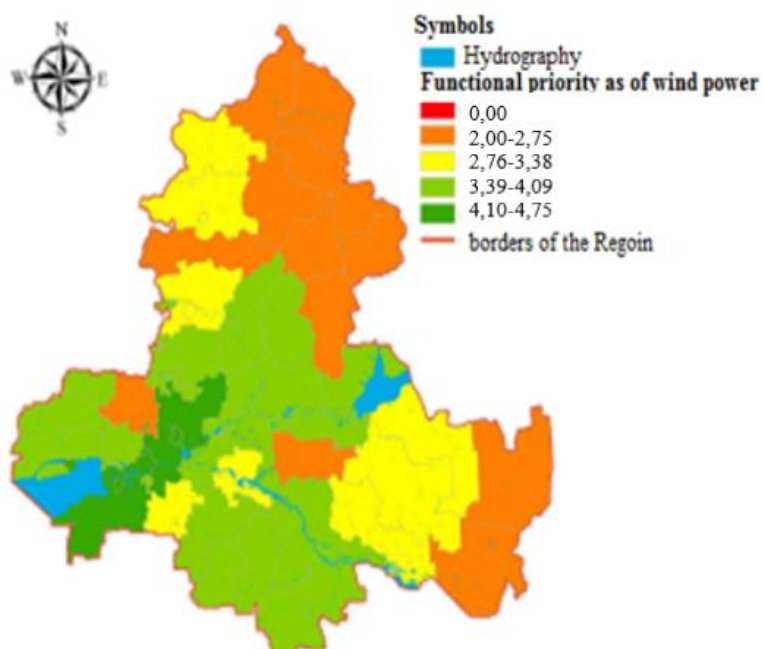 N
W E
S
Symbols
Hydrography
Functional priority as of wind power
0,00
2,00-2,75
2,76-3,38
3,39-4,09
4,10-4,75
borders of the Regoin